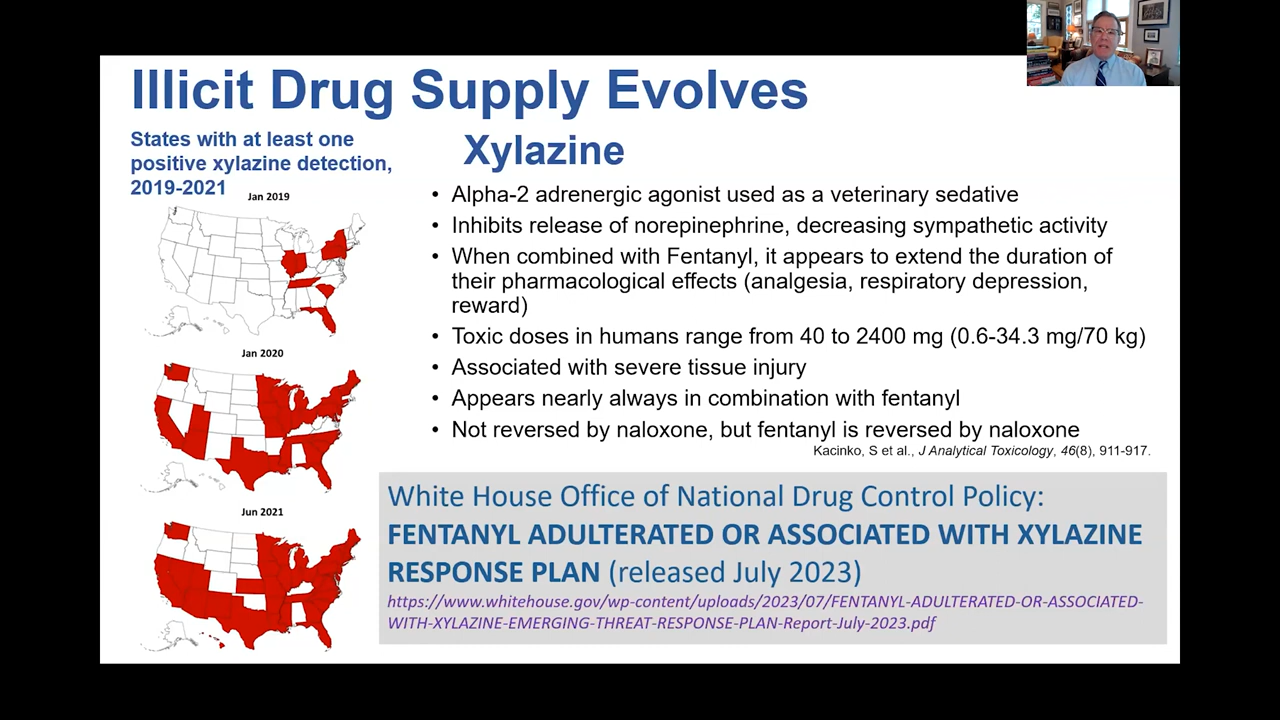 Illicit Drug Supply Evolves
States with at least one
positive xylazine detection,
2019-2021
Jan 2019
Jan 2020
Jun 2021
Xylazine
• Alpha-2 adrenergic agonist used as a veterinary sedative
• Inhibits release of norepinephrine, decreasing sympathetic activity
• When combined with Fentanyl, it appears to extend the duration of
their pharmacological effects (analgesia, respiratory depression,
reward)
• Toxic doses in humans range from 40 to 2400 mg (0.6-34.3 mg/70 kg)
• Associated with severe tissue injury
• Appears nearly always in combination with fentanyl
• Not reversed by naloxone, but fentanyl is reversed by naloxone
Kacinko, S et al., J Analytical Toxicology, 46(8), 911-917.
White House Office of National Drug Control Policy:
FENTANYL ADULTERATED OR ASSOCIATED WITH XYLAZINE
RESPONSE PLAN (released July 2023)
https://www.whitehouse.gov/wp-content/uploads/2023/07/FENTANYL-ADULTERATED-OR-ASSOCIATED-
WITH-XYLAZINE-EMERGING-THREAT-RESPONSE-PLAN-Report-July-2023.pdf